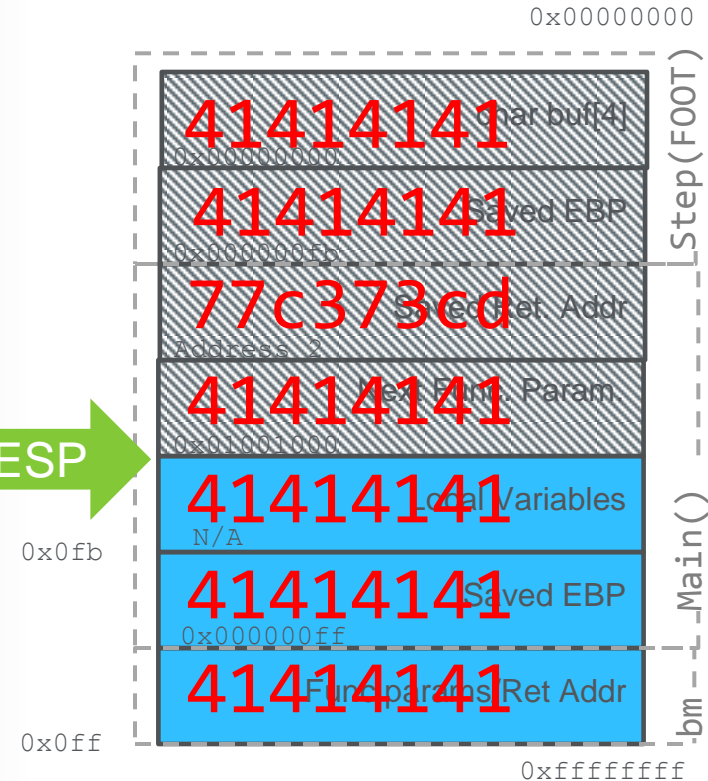 0x00000000
41414141
char buf[4]
0x00000000
41414141
Saved EBP
0x000000fb
77c373cd
Saved Ret. Addr
Address 2
41414141
Next Func. Param.
0x01001000
ESP
41414141
Local Variables
N/A
0x0fb
41414141
Saved EBP
0x000000ff
41414141
Func params/Ret Addr
0x0ff
0xffffffff
Step(FOOT)
Main()
bm